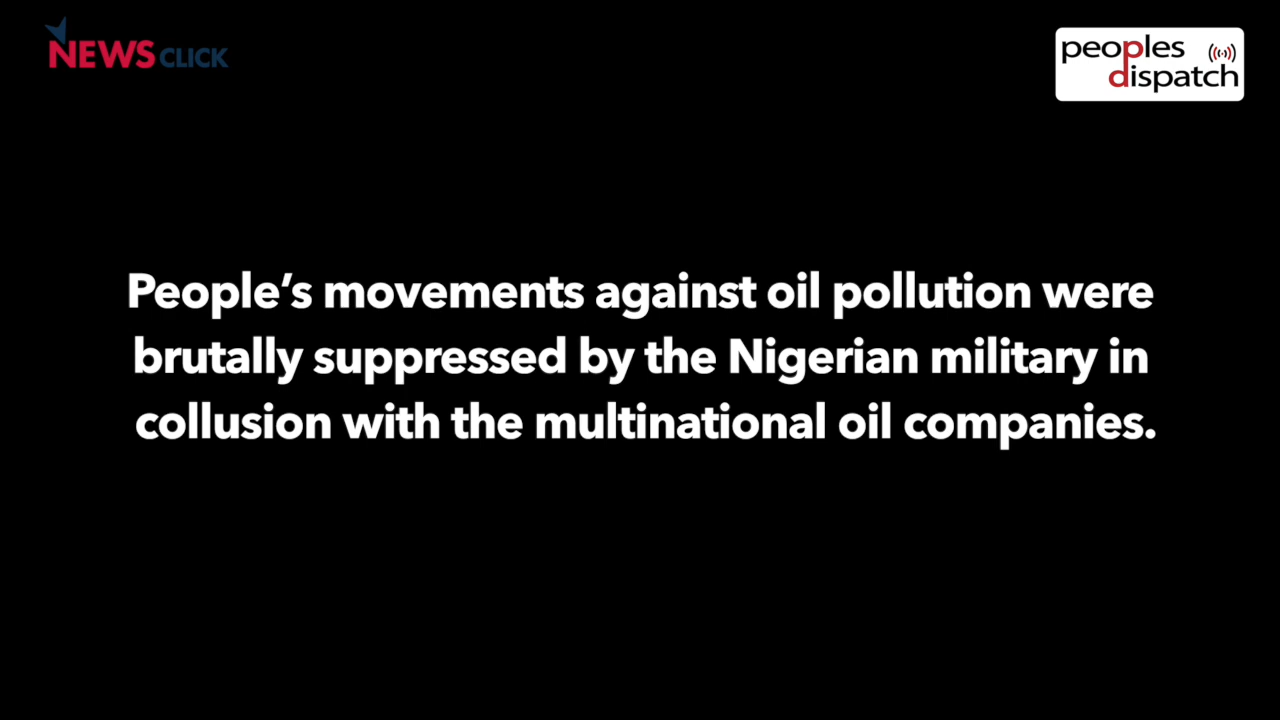 NEWSCLICK
peoples
dispatch
People's movements against oil pollution were
brutally suppressed by the Nigerian military in
collusion with the multinational oil companies.